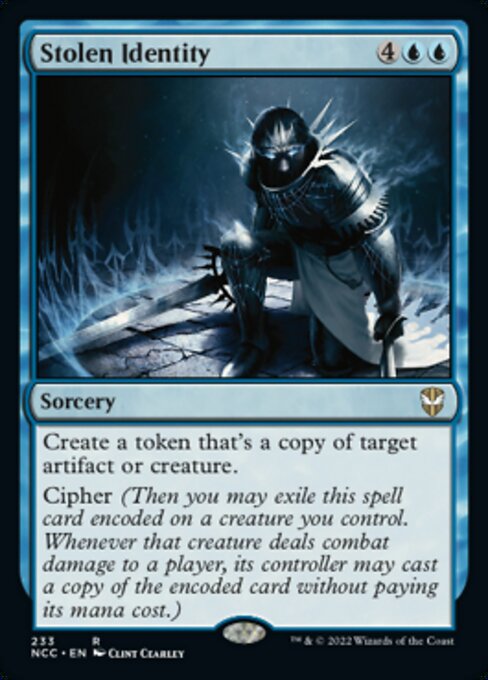 Stolen Identity 4
Sorcery
Create a token that's a copy of target
artifact or creature.
Cipher (Then you may exile this spell
card encoded on a creature you control.
Whenever that creature deals combat
damage to a player, its controller may cast
a copy of the encoded card without paying
its mana cost.)
233 R
NCC • EN Clint Cearley
™ & © 2022 Wizards of the Coast